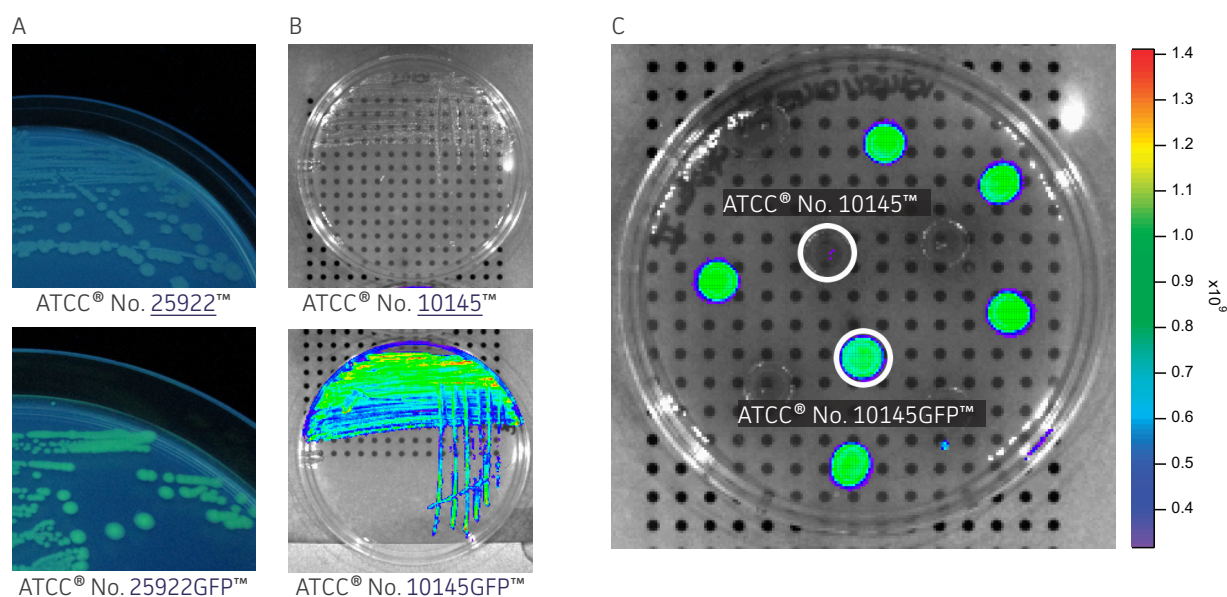 A
B
C
ATCC® No. 25922™
ATCC® No. 10145™
ATCC® No. 25922GFP™
ATCC® No. 10145GFP™
ATCC® No. 10145™
ATCC® No. 10145GFP™
1.4
1.3
1.2
1.1
1.0
0.9
0.8
0.7
0.6
0.5
0.4
x10⁹